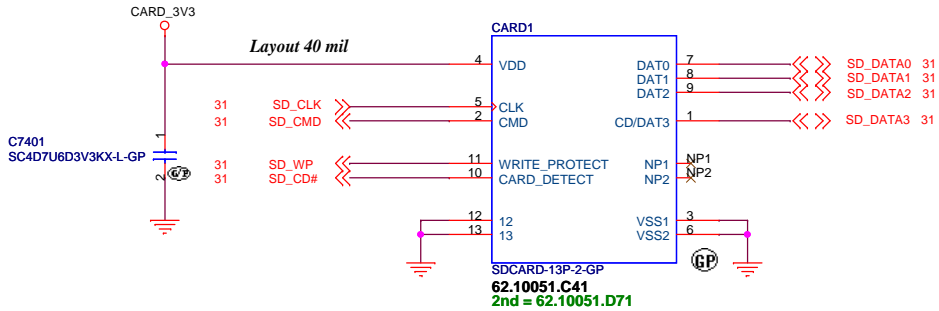 CARD_3V3
CARD1
Layout 40 mil
4 VDD DAT0 7 SD_DATA0 31
DAT1 8 SD_DATA1 31
DAT2 9 SD_DATA2 31
31 SD_CLK 5 CLK
31 SD_CMD 2 CMD CD/DAT3 1 SD_DATA3 31
1
C7401
SC4D7U6D3V3KX-L-GP
2 G/P
31 SD_WP 11 WRITE_PROTECT NP1 NP1
31 SD_CD# 10 CARD_DETECT NP2 NP2
12 12 VSS1 3
13 13 VSS2 6
GP
SDCARD-13P-2-GP
62.10051.C41
2nd = 62.10051.D71